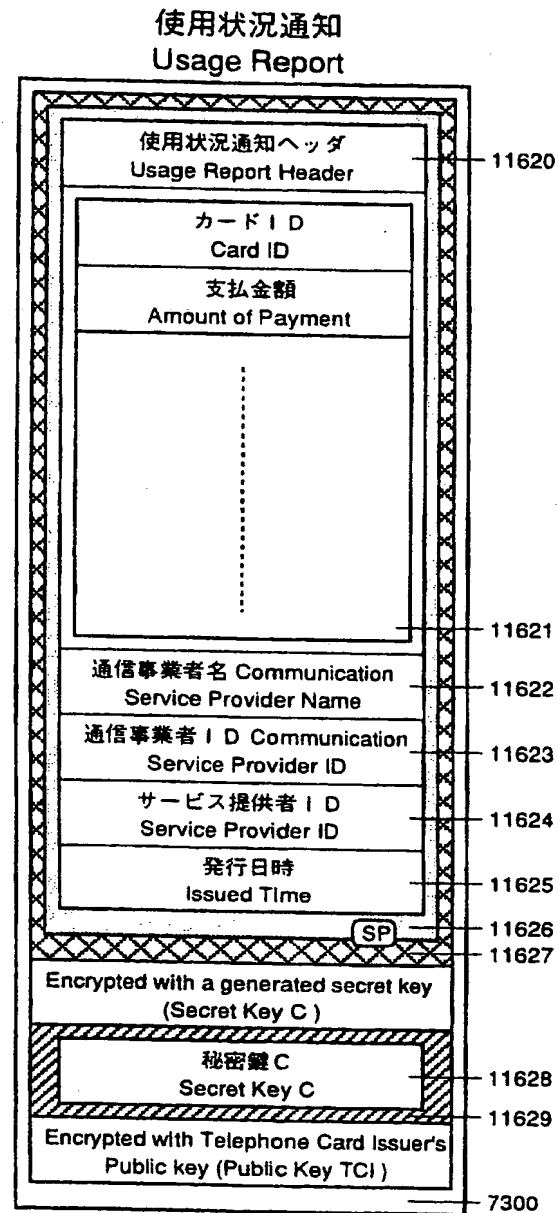 使用状況通知
Usage Report
使用状況通知ヘッダ
Usage Report Header
11620
カードID
Card ID
支払金額
Amount of Payment
11621
通信事業者名 Communication
Service Provider Name
11622
通信事業者ID Communication
Service Provider ID
11623
サービス提供者ID
Service Provider ID
11624
発行日時
Issued Time
11625
11626
SP
11627
Encrypted with a generated secret key
(Secret Key C )
秘密鍵C
Secret Key C
11628
11629
Encrypted with Telephone Card Issuer's
Public key (Public Key TCI )
7300